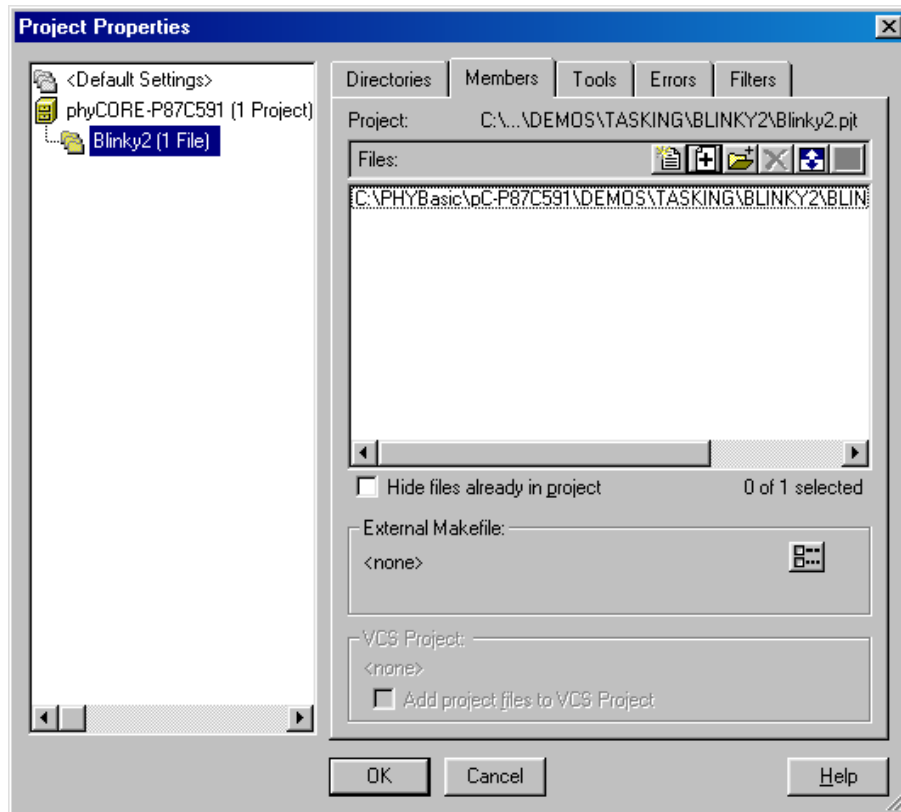 Project Properties
<Default Settings>
phyCORE-P87C591 (1 Project)
Blinky2 (1 File)
Directories Members Tools Errors Filters
Project: C:\...\DEMOS\TASKING\BLINKY2\Blinky2.pjt
Files:
C:\PHYBasic\pC-P87C591\DEMOS\TASKING\BLINKY2\BLIN
Hide files already in project 0 of 1 selected
External Makefile:
<none>
VCS Project:
<none>
Add project files to VCS Project
OK Cancel Help